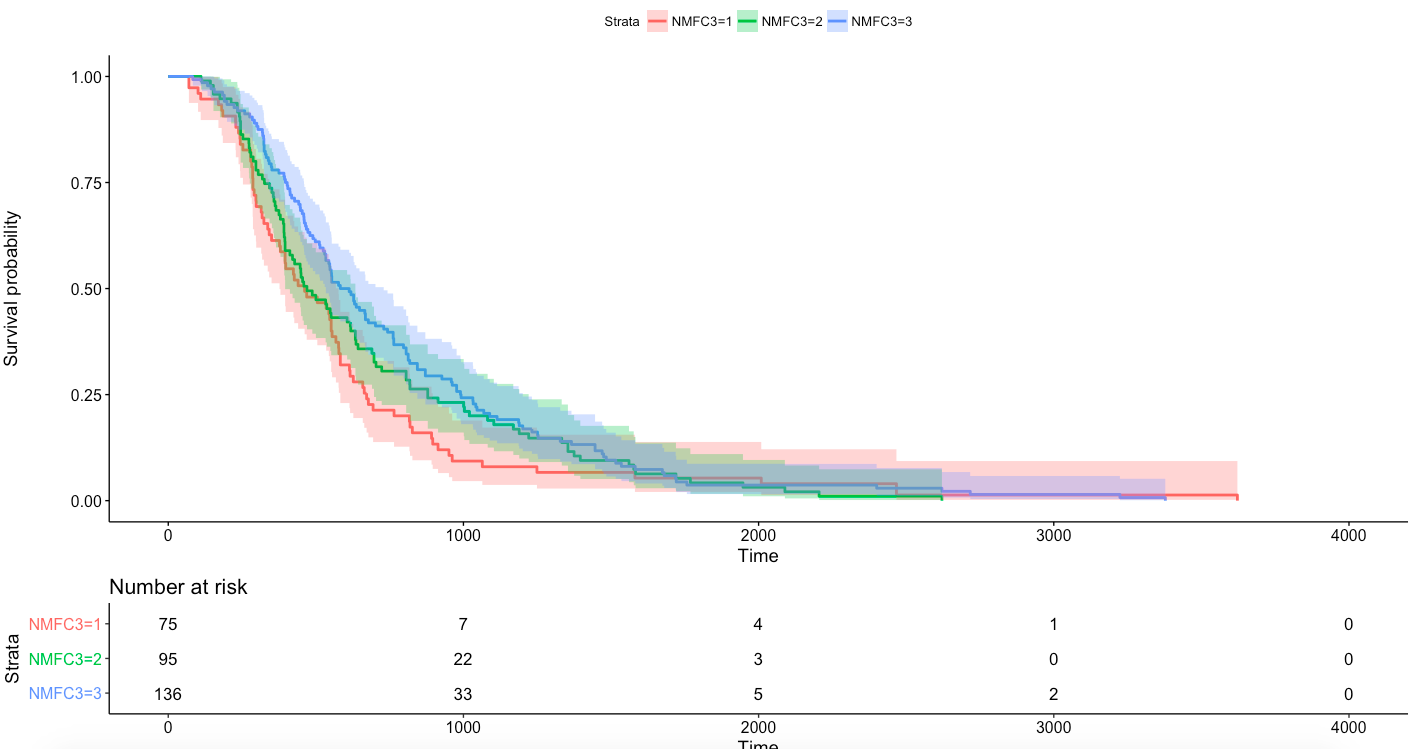 Strata NMFC3=1 NMFC3=2 NMFC3=3
Survival probability
1.00
0.75
0.50
0.25
0.00
0 1000 2000 3000 4000
Time
Number at risk
Strata
NMFC3=1 75 7 4 1 0
NMFC3=2 95 22 3 0 0
NMFC3=3 136 33 5 2 0
0 1000 2000 3000 4000
Time